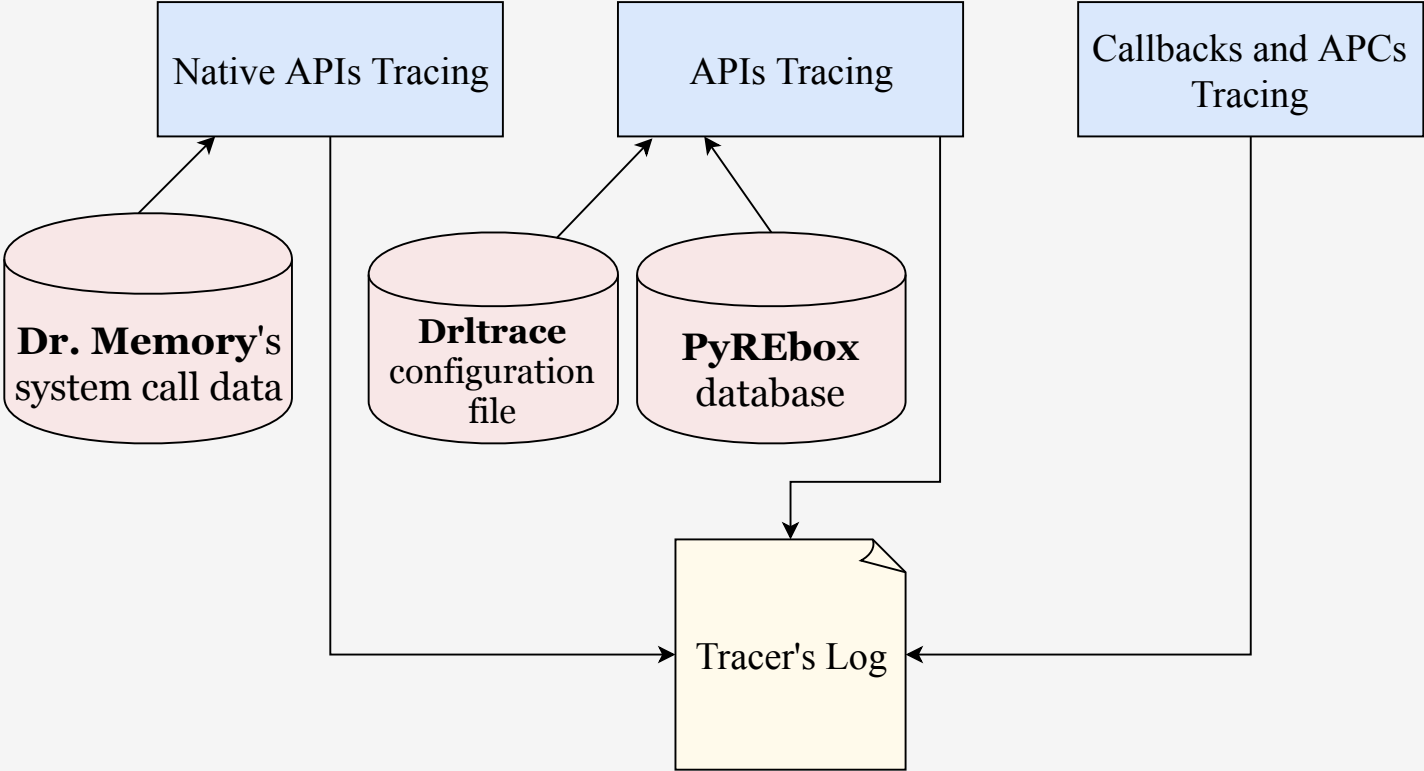 Native APIs Tracing
APIs Tracing
Callbacks and APCs
Tracing
Dr. Memory's
system call data
Drltrace
configuration
file
PyREbox
database
Tracer's Log